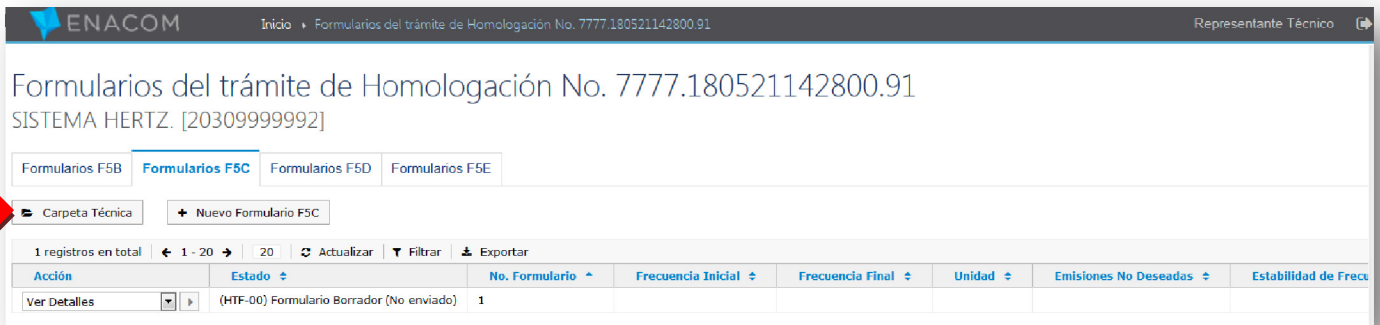 ENACOM Inicio Formularios del trámite de Homologación No. 7777.180521142800.91 Representante Técnico
Formularios del trámite de Homologación No. 7777.180521142800.91
SISTEMA HERTZ. [20309999992]
Formularios F5B Formularios F5C Formularios F5D Formularios F5E
Carpeta Técnica + Nuevo Formulario F5C
1 registros en total 1 - 20 20 Actualizar Filtrar Exportar
Acción Estado No. Formulario Frecuencia Inicial Frecuencia Final Unidad Emisiones No Deseadas Estabilidad de Frecu
Ver Detalles (HTF-00) Formulario Borrador (No enviado) 1